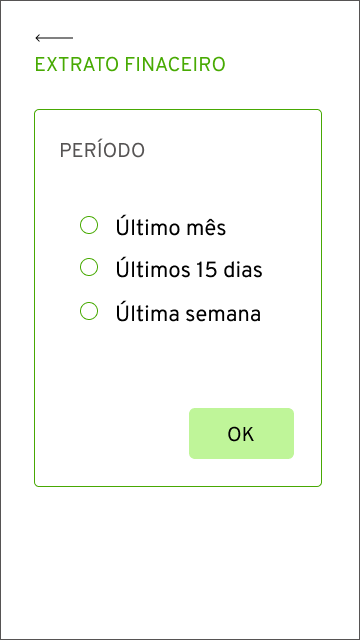 EXTRATO FINACEIRO
PERÍODO
Último mês
Últimos 15 dias
Última semana
OK